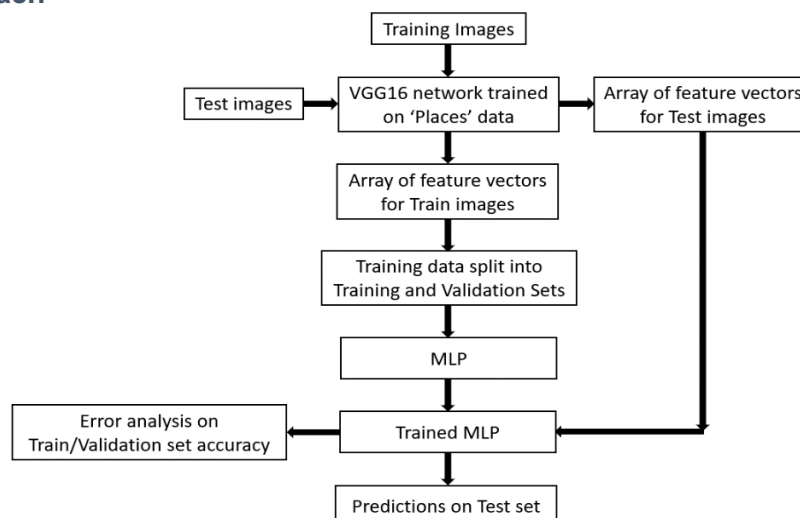 Training Images
Test images
VGG16 network trained
on ‘Places’ data
Array of feature vectors
for Test images
Array of feature vectors
for Train images
Training data split into
Training and Validation Sets
MLP
Error analysis on
Train/Validation set accuracy
Trained MLP
Predictions on Test set